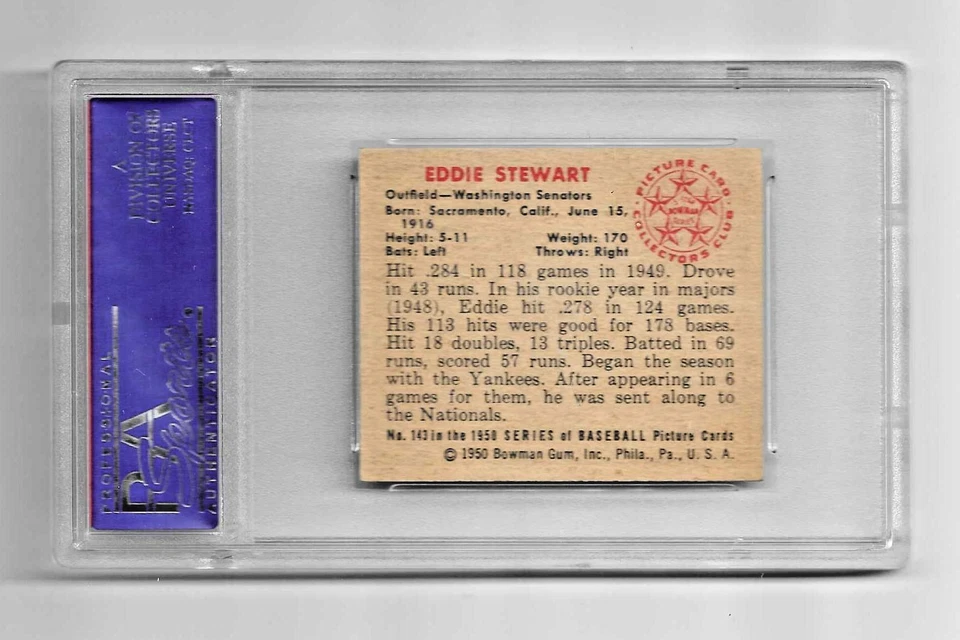 A
DIVISION OF
COLLECTORS
UNIVERSE
NASDAQ: CLCT
PROFESSIONAL
PSA
Sports
AUTHENTICATOR
EDDIE STEWART
Outfield—Washington Senators
Born: Sacramento, Calif., June 15,
1916
Height: 5-11 Weight: 170
Bats: Left Throws: Right
PICTURE CARD
COLLECTORS CLUB
BOWMAN
Hit .284 in 118 games in 1949. Drove
in 43 runs. In his rookie year in majors
(1948), Eddie hit .278 in 124 games.
His 113 hits were good for 178 bases.
Hit 18 doubles, 13 triples. Batted in 69
runs, scored 57 runs. Began the season
with the Yankees. After appearing in 6
games for them, he was sent along to
the Nationals.
No. 143 in the 1950 SERIES of BASEBALL Picture Cards
© 1950 Bowman Gum, Inc., Phila., Pa., U. S. A.